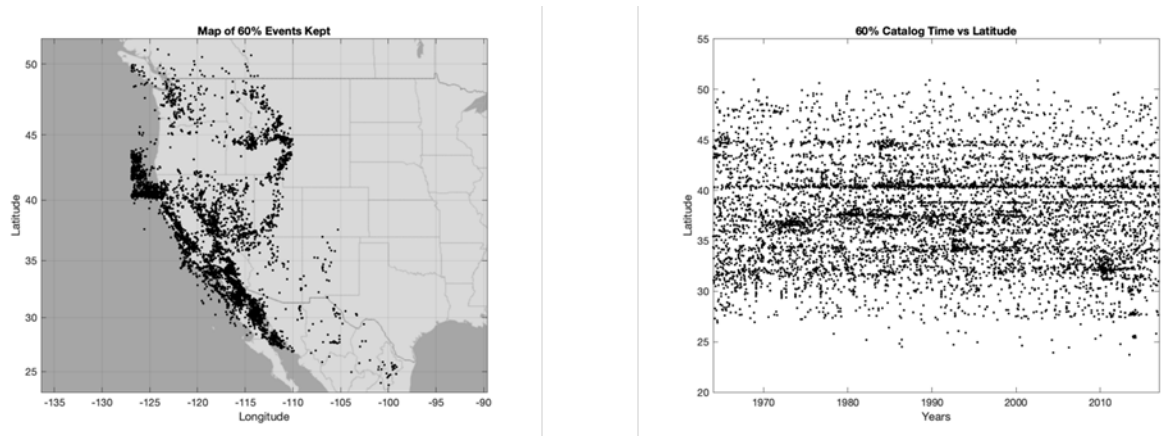 Map of 60% Events Kept
50
45
40
35
30
25
Latitude
-135 -130 -125 -120 -115 -110 -105 -100 -95 -90
Longitude
60% Catalog Time vs Latitude
55
50
45
40
35
30
25
20
Latitude
1970 1980 1990 2000 2010
Years